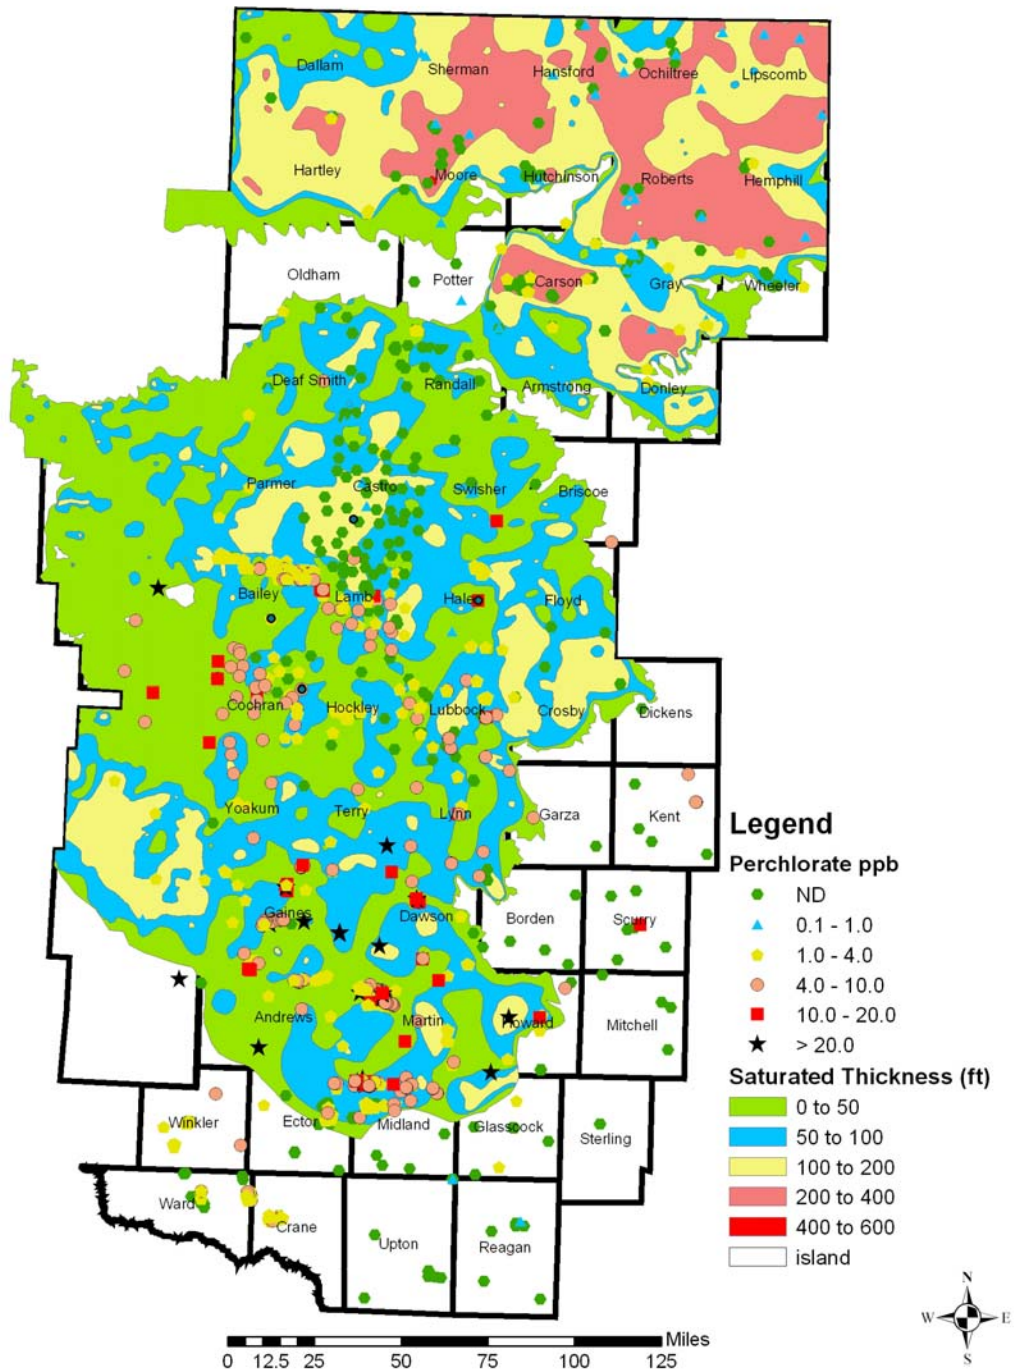 Dallam
Sherman
Hansford
Ochiltree
Lipscomb
Hartley
Moore
Hutchinson
Roberts
Hemphill
Oldham
Potter
Carson
Gray
Wheeler
Deaf Smith
Randall
Armstrong
Donley
Parmer
Castro
Swisher
Briscoe
Bailey
Lamb
Hale
Floyd
Cochran
Hockley
Lubbock
Crosby
Dickens
Yoakum
Terry
Lynn
Garza
Kent
Gaines
Dawson
Borden
Scurry
Andrews
Martin
Howard
Mitchell
Winkler
Ector
Midland
Glasscock
Sterling
Ward
Crane
Upton
Reagan
Legend
Perchlorate ppb
ND
0.1 - 1.0
1.0 - 4.0
4.0 - 10.0
10.0 - 20.0
> 20.0
Saturated Thickness (ft)
0 to 50
50 to 100
100 to 200
200 to 400
400 to 600
island
N
W E
S
Miles
0 12.5 25 50 75 100 125